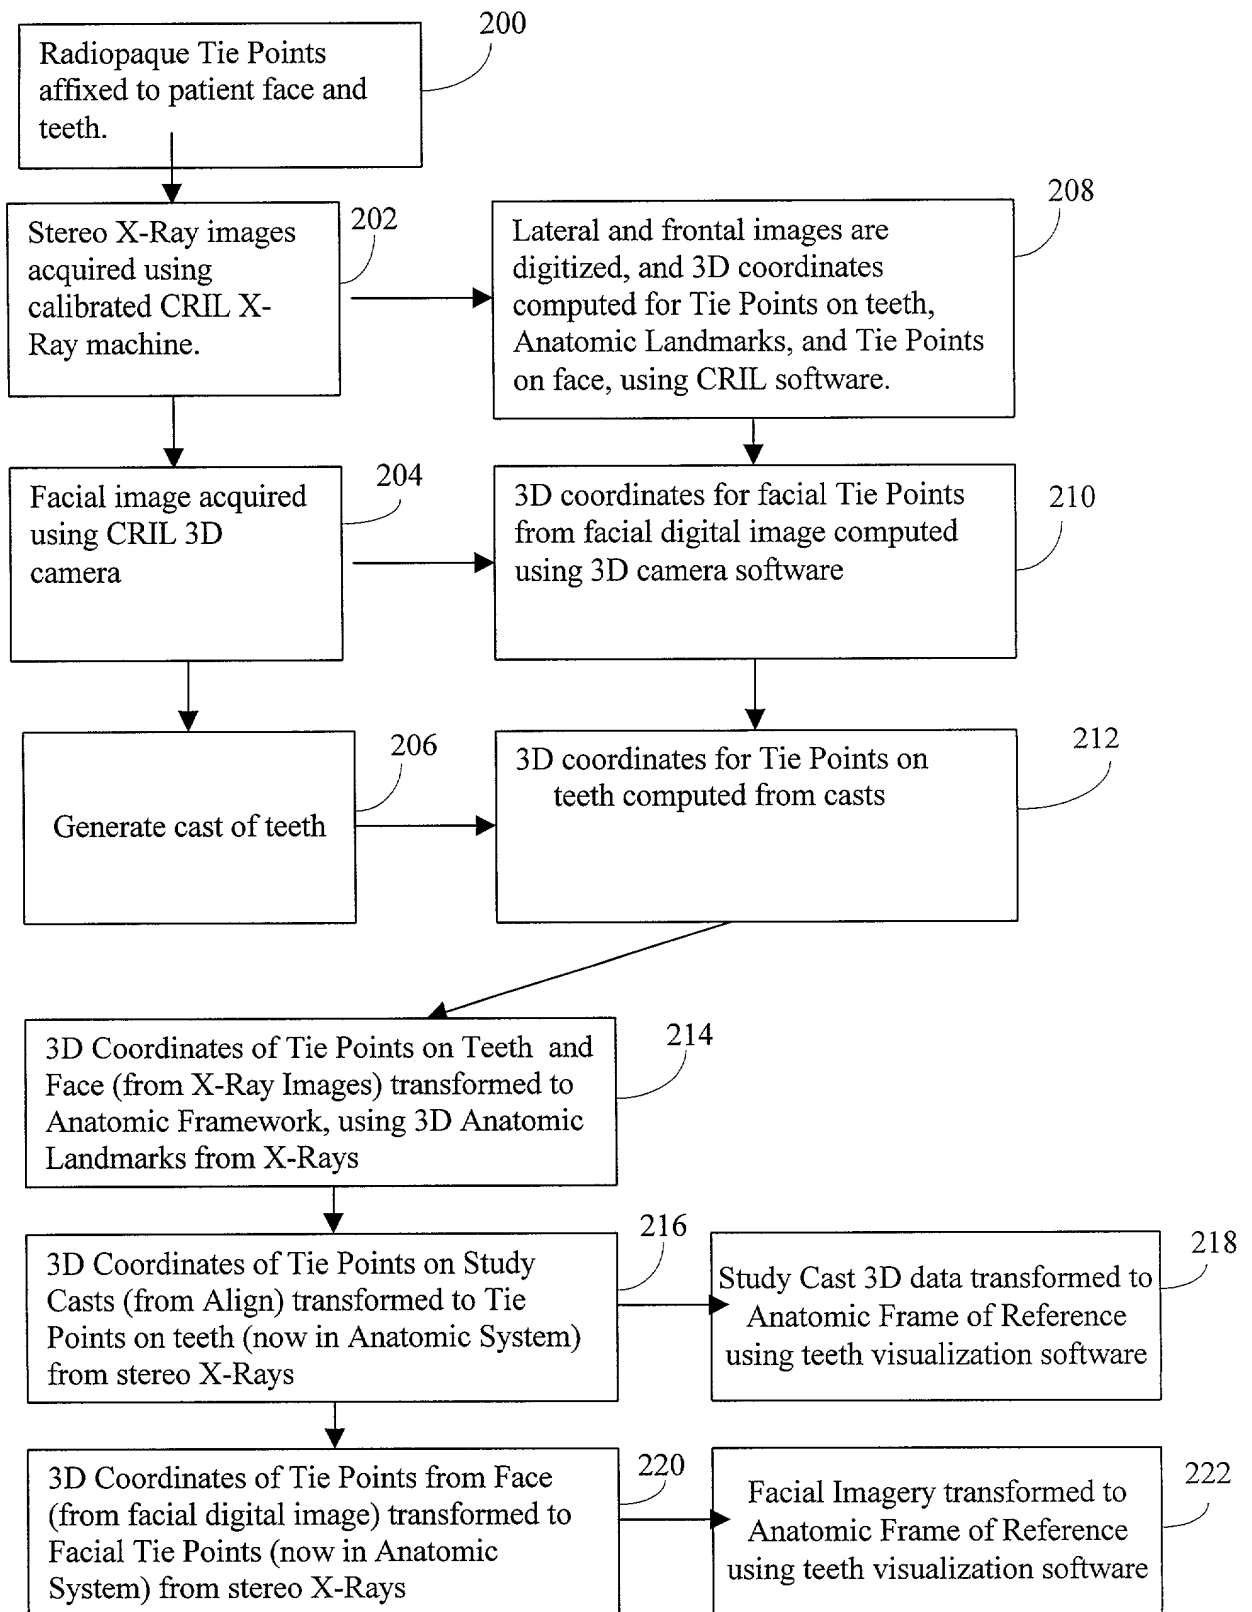 200
Radiopaque Tie Points
affixed to patient face and
teeth.
202
Stereo X-Ray images
acquired using
calibrated CRIL X-
Ray machine.
208
Lateral and frontal images are
digitized, and 3D coordinates
computed for Tie Points on teeth,
Anatomic Landmarks, and Tie Points
on face, using CRIL software.
204
Facial image acquired
using CRIL 3D
camera
210
3D coordinates for facial Tie Points
from facial digital image computed
using 3D camera software
206
Generate cast of teeth
212
3D coordinates for Tie Points on
teeth computed from casts
214
3D Coordinates of Tie Points on Teeth and
Face (from X-Ray Images) transformed to
Anatomic Framework, using 3D Anatomic
Landmarks from X-Rays
216
3D Coordinates of Tie Points on Study
Casts (from Align) transformed to Tie
Points on teeth (now in Anatomic System)
from stereo X-Rays
218
Study Cast 3D data transformed to
Anatomic Frame of Reference
using teeth visualization software
220
3D Coordinates of Tie Points from Face
(from facial digital image) transformed to
Facial Tie Points (now in Anatomic
System) from stereo X-Rays
222
Facial Imagery transformed to
Anatomic Frame of Reference
using teeth visualization software